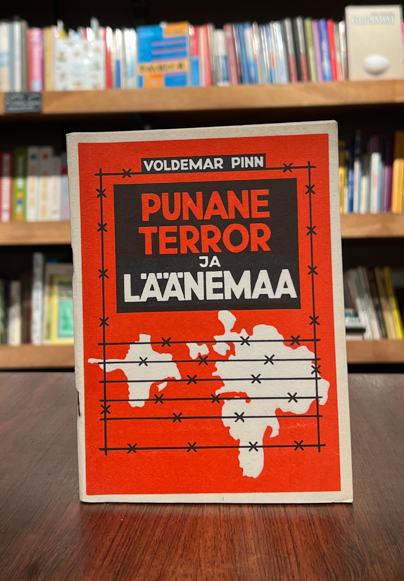 VOLDEMAR PINN
PUNANE
TERROR
JA
LÄÄNEMAA